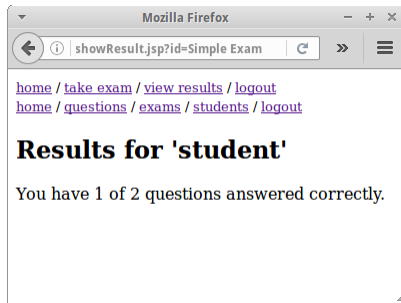 Mozilla Firefox
showResult.jsp?id=Simple Exam
home / take exam / view results / logout
home / questions / exams / students / logout
Results for 'student'
You have 1 of 2 questions answered correctly.